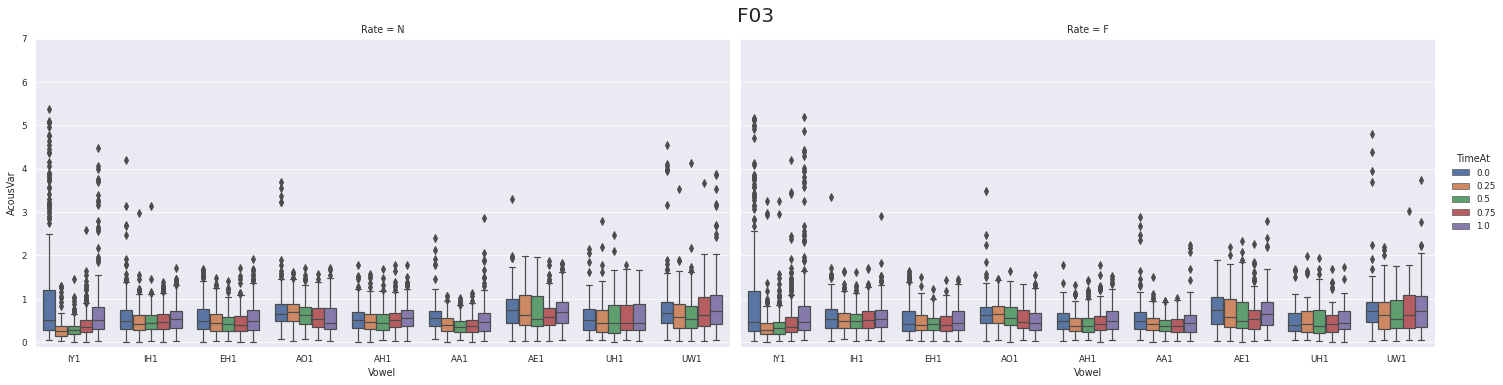 F03
Rate = N
Rate = F
7
6
5
4
3
2
1
0
AcousVar
IY1 IH1 EH1 AO1 AH1 AA1 AE1 UH1 UW1
IY1 IH1 EH1 AO1 AH1 AA1 AE1 UH1 UW1
Vowel
Vowel
TimeAt
0.0
0.25
0.5
0.75
1.0